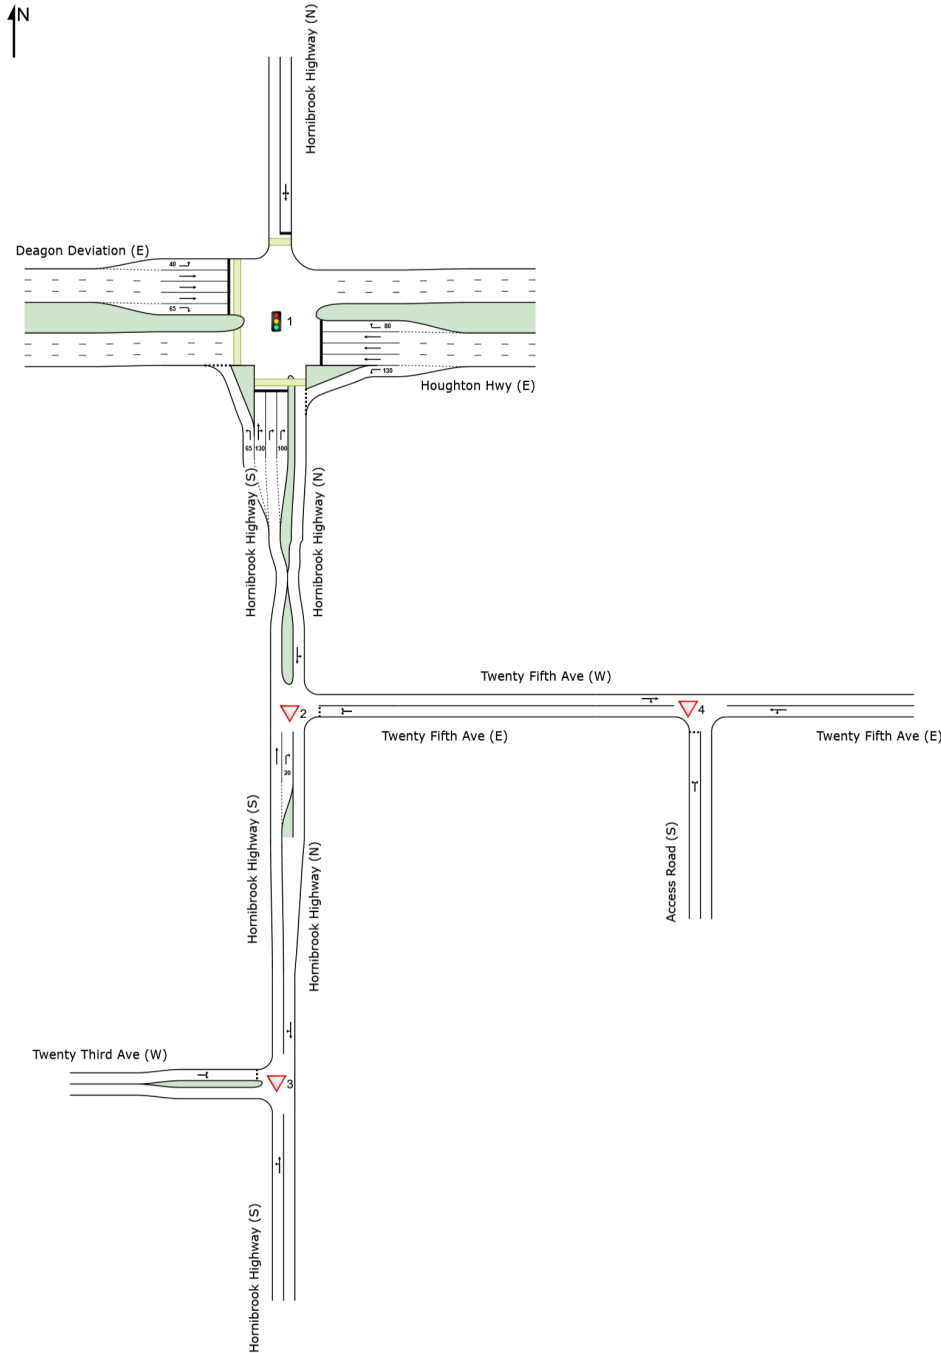 N
Hornibrook Highway (N)
Deagon Deviation (E)
40
65
1
80
130
Houghton Hwy (E)
65
130
100
Hornibrook Highway (S)
Hornibrook Highway (N)
Twenty Fifth Ave (W)
2
4
Twenty Fifth Ave (E)
Twenty Fifth Ave (E)
20
Hornibrook Highway (S)
Hornibrook Highway (N)
Access Road (S)
Twenty Third Ave (W)
3
Hornibrook Highway (S)